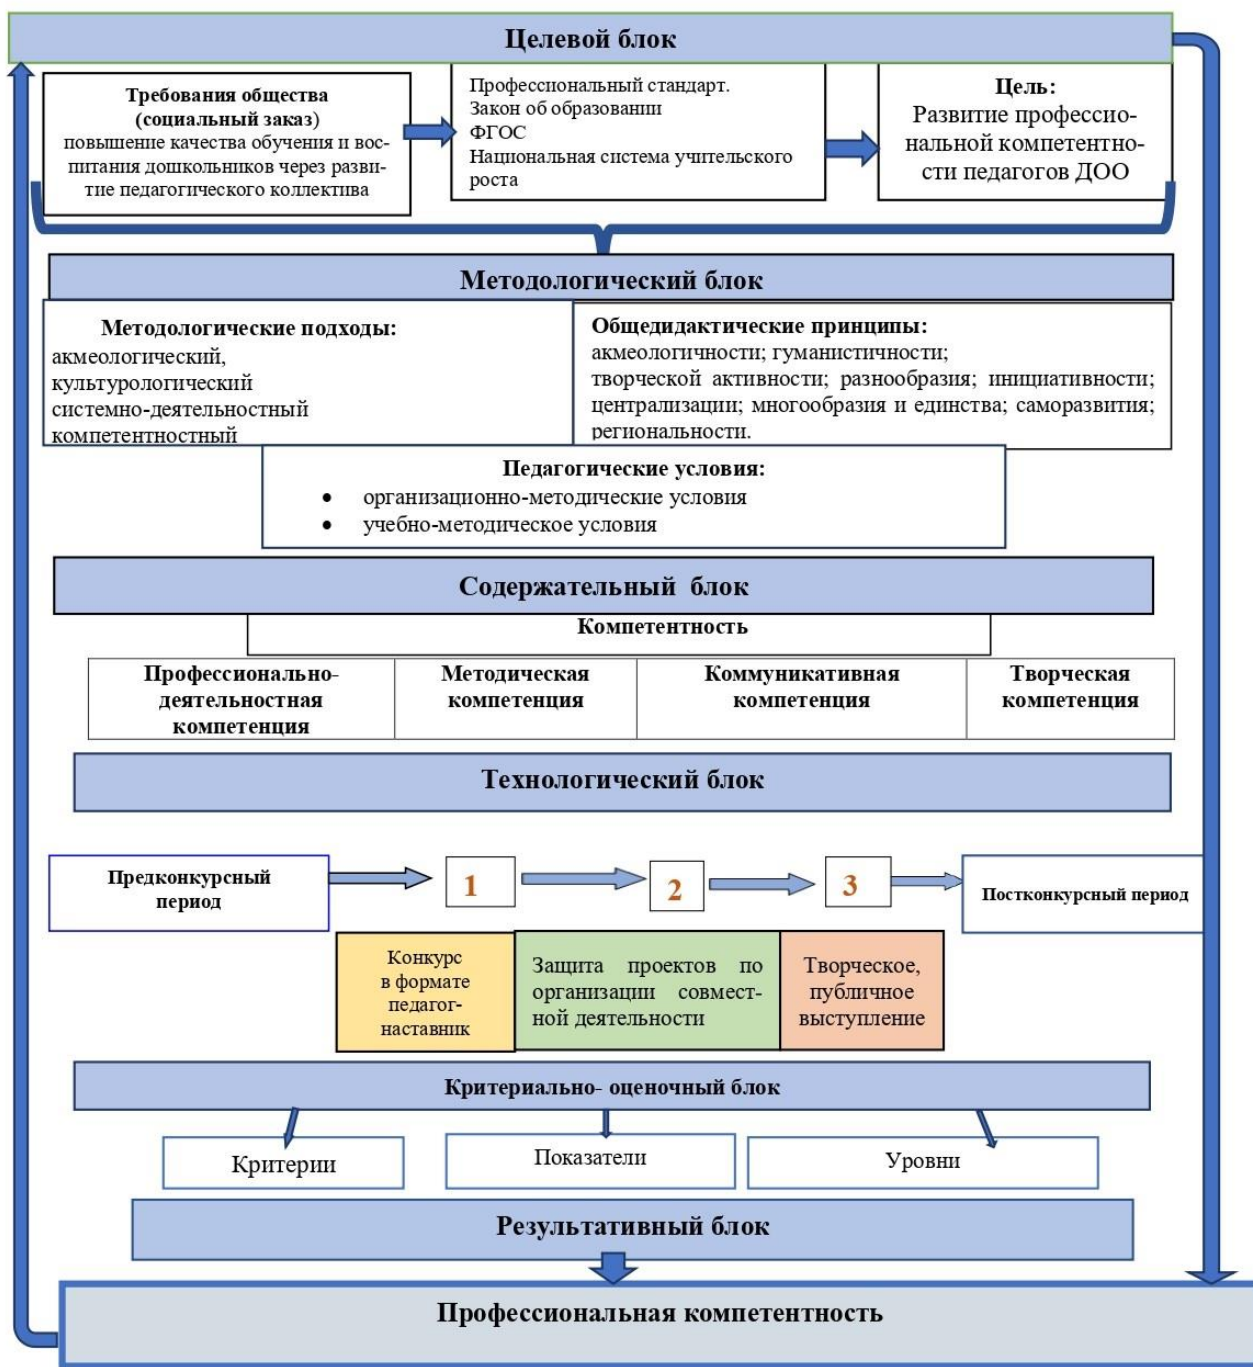 Целевой блок
Требования общества
(социальный заказ)
повышение качества обучения и вос-
питания дошкольников через разви-
тие педагогического коллектива
Профессиональный стандарт.
Закон об образовании
ФГОС
Национальная система учительского
роста
Цель:
Развитие професси-
нальной компетентно-
сти педагогов ДОО
Методологический блок
Методологические подходы:
акмеологический,
культурологический
системно-деятельностный
компетентностный
Общедидактические принципы:
акмеологичности; гуманистичности;
творческой активности; разнообразия; инициативности;
централизации; многообразия и единства; саморазвития;
региональности.
Педагогические условия:
• организационно-методические условия
• учебно-методическое условия
Содержательный блок
Компетентность
Профессионально-
деятельностная
компетенция
Методическая
компетенция
Коммуникативная
компетенция
Творческая
компетенция
Технологический блок
Предконкурсный
период
1
2
3
Постконкурсный период
Конкурс
в формате
педагог-
наставник
Защита проектов по
организации совмест-
ной деятельности
Творческое,
публичное
выступление
Критериально- оценочный блок
Критерии
Показатели
Уровни
Результативный блок
Профессиональная компетентность